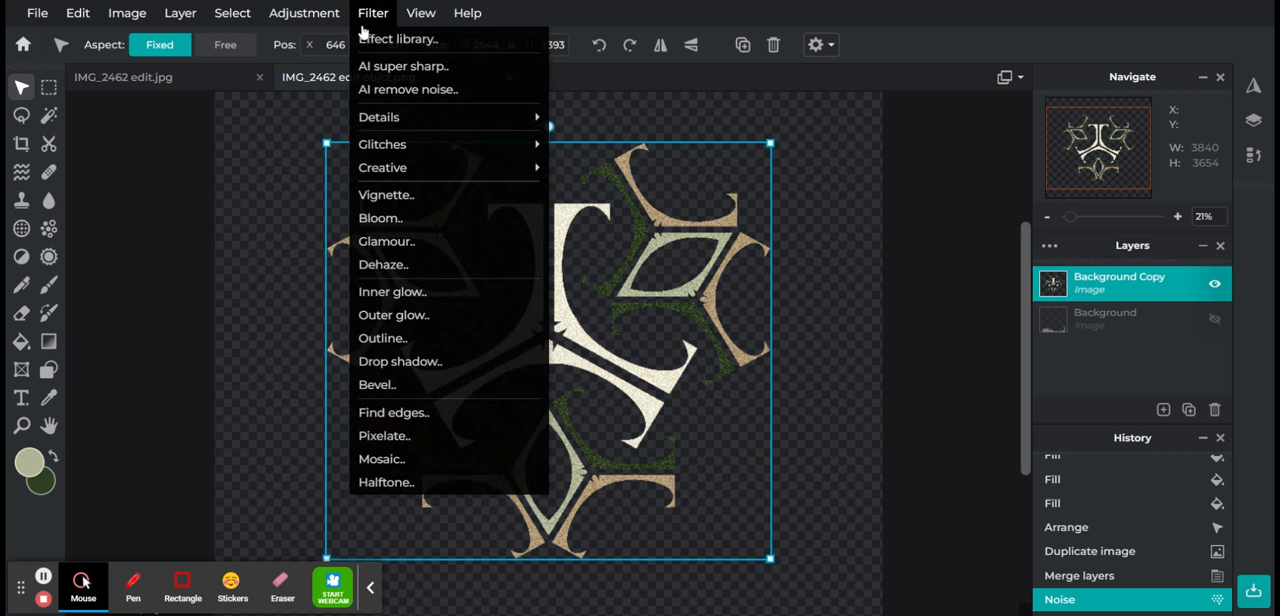 File Edit Image Layer Select Adjustment Filter View Help
Aspect: Fixed Free Pos: X 646
IMG_2462 edit.jpg
Effect library..
AI super sharp..
AI remove noise..
Details
Glitches
Creative
Vignette..
Bloom..
Glamour..
Dehaze..
Inner glow..
Outer glow..
Outline..
Drop shadow..
Bevel..
Find edges..
Pixelate..
Mosaic..
Halftone..
Navigate
X:
Y:
W: 3840
H: 3654
21%
Layers
Background Copy
Image
Background
Image
History
Fill
Fill
Fill
Arrange
Duplicate image
Merge layers
Noise
Mouse Pen Rectangle Stickers Eraser
START
WEBCAM